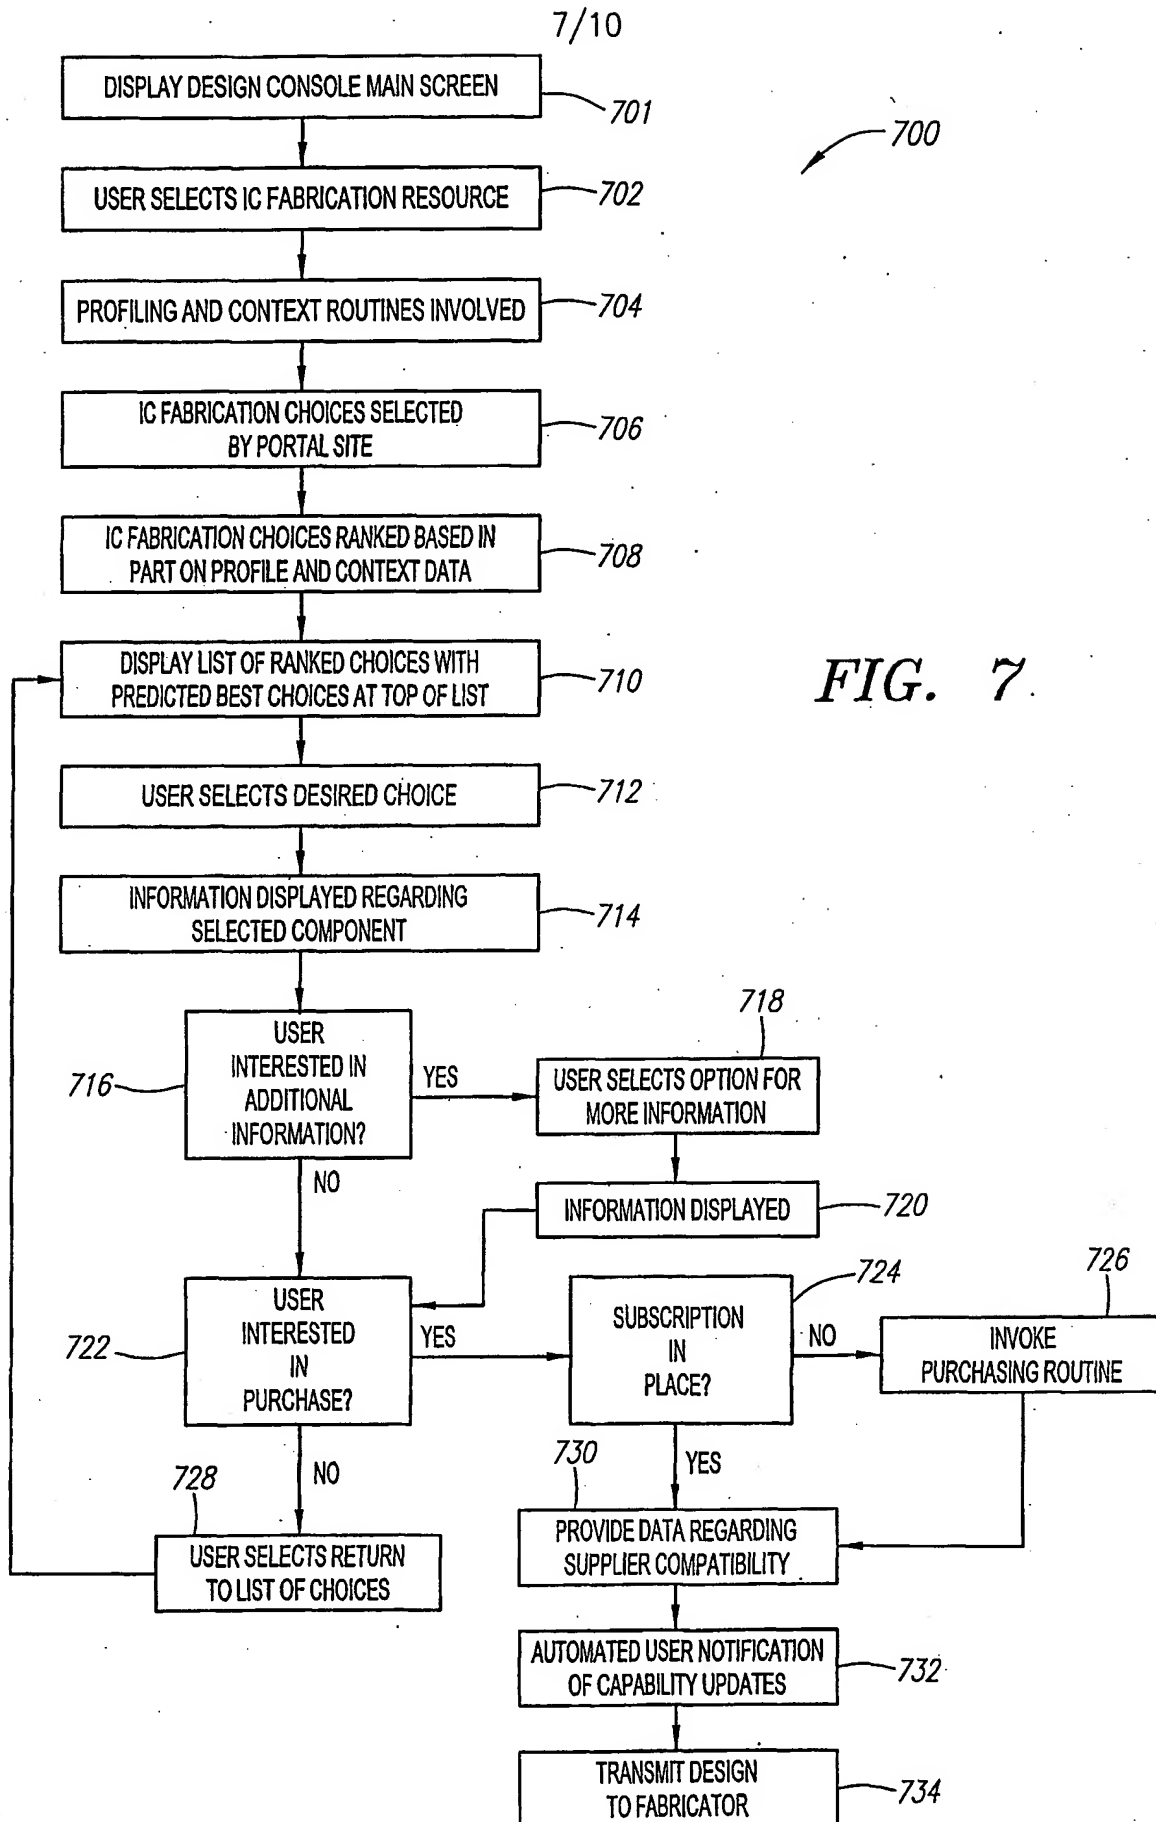 7/10
DISPLAY DESIGN CONSOLE MAIN SCREEN
701
700
USER SELECTS IC FABRICATION RESOURCE
702
PROFILING AND CONTEXT ROUTINES INVOLVED
704
IC FABRICATION CHOICES SELECTED
BY PORTAL SITE
706
IC FABRICATION CHOICES RANKED BASED IN
PART ON PROFILE AND CONTEXT DATA
708
DISPLAY LIST OF RANKED CHOICES WITH
PREDICTED BEST CHOICES AT TOP OF LIST
710
FIG. 7
USER SELECTS DESIRED CHOICE
712
INFORMATION DISPLAYED REGARDING
SELECTED COMPONENT
714
USER
INTERESTED IN
ADDITIONAL
INFORMATION?
716
YES
NO
718
USER SELECTS OPTION FOR
MORE INFORMATION
INFORMATION DISPLAYED
720
USER
INTERESTED
IN
PURCHASE?
722
YES
NO
SUBSCRIPTION
IN
PLACE?
724
NO
YES
726
INVOKE
PURCHASING ROUTINE
728
USER SELECTS RETURN
TO LIST OF CHOICES
730
PROVIDE DATA REGARDING
SUPPLIER COMPATIBILITY
AUTOMATED USER NOTIFICATION
OF CAPABILITY UPDATES
732
TRANSMIT DESIGN
TO FABRICATOR
734